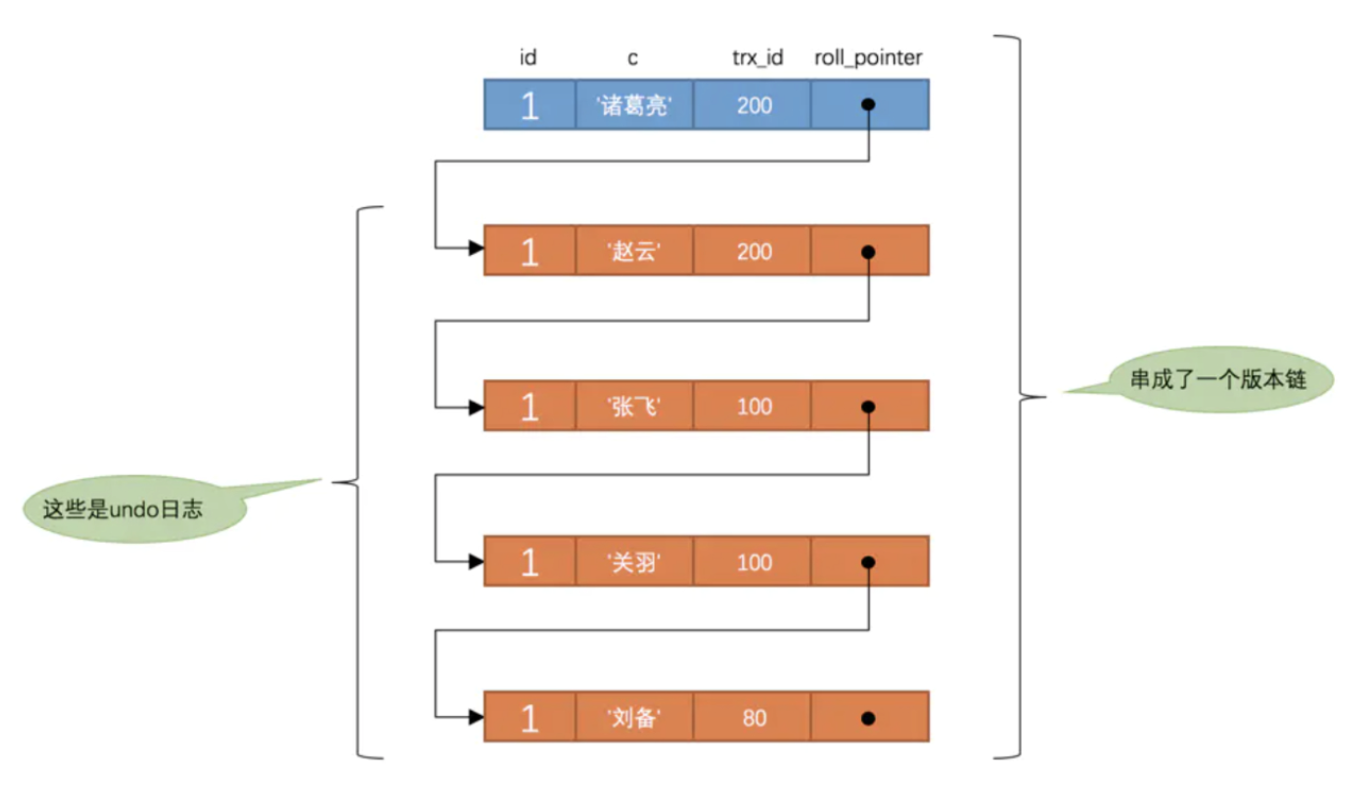 id c trx_id roll_pointer
1 '诸葛亮' 200
1 '赵云' 200
1 '张飞' 100
串成了一个版本链
这些是undo日志
1 '关羽' 100
1 '刘备' 80